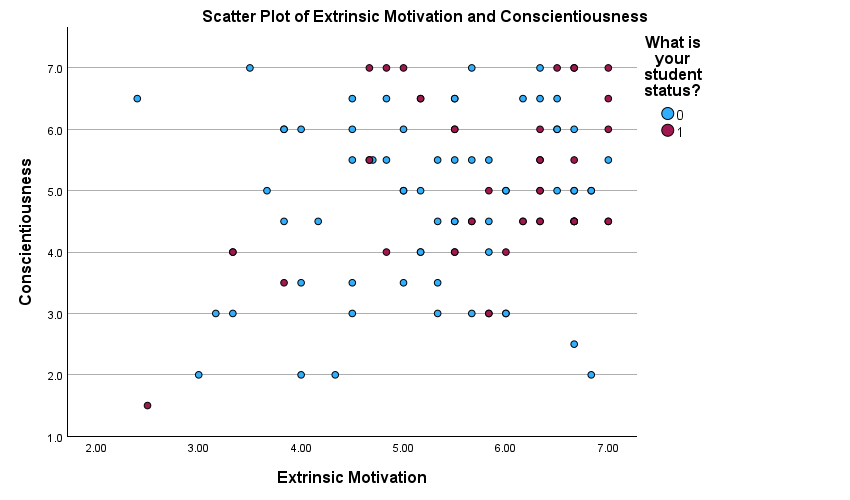 Scatter Plot of Extrinsic Motivation and Conscientiousness
What is
your
student
status?
0
1
Conscientiousness
7.0
6.0
5.0
4.0
3.0
2.0
1.0
2.00 3.00 4.00 5.00 6.00 7.00
Extrinsic Motivation